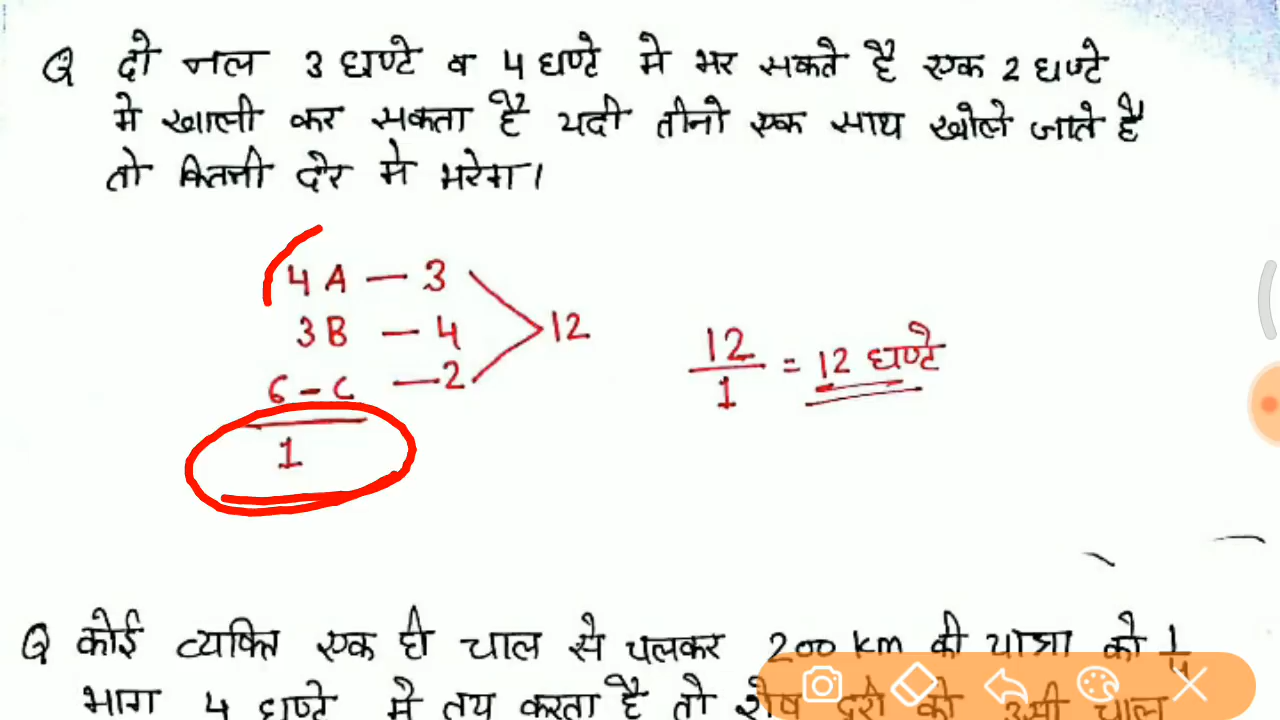 Q दो नल 3 घण्टे व 4 घण्टे मे भर सकते है एक 2 घण्टे
मे खाली कर सकता है यदी तीनो एक साथ खोले जाते है
तो कितनी देर मे भरेगा।
4 A — 3
3 B — 4
6 - C — 2
12
1
12
1
= 12 घण्टे
Q कोई व्यक्ति एक ही चाल से चलकर 200 km की यात्रा को 1/4
भाग 4 घण्टे मे तय करता है तो शेष दूरी को उसी चाल